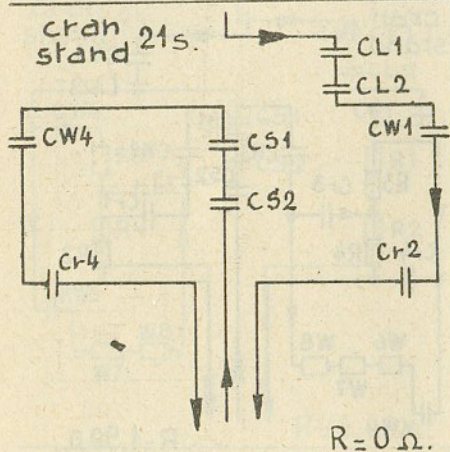 cran
stand 21s.
CL1
CL2
CW4
CS1
CW1
CS2
Cr4
Cr2
R=0 Ω.